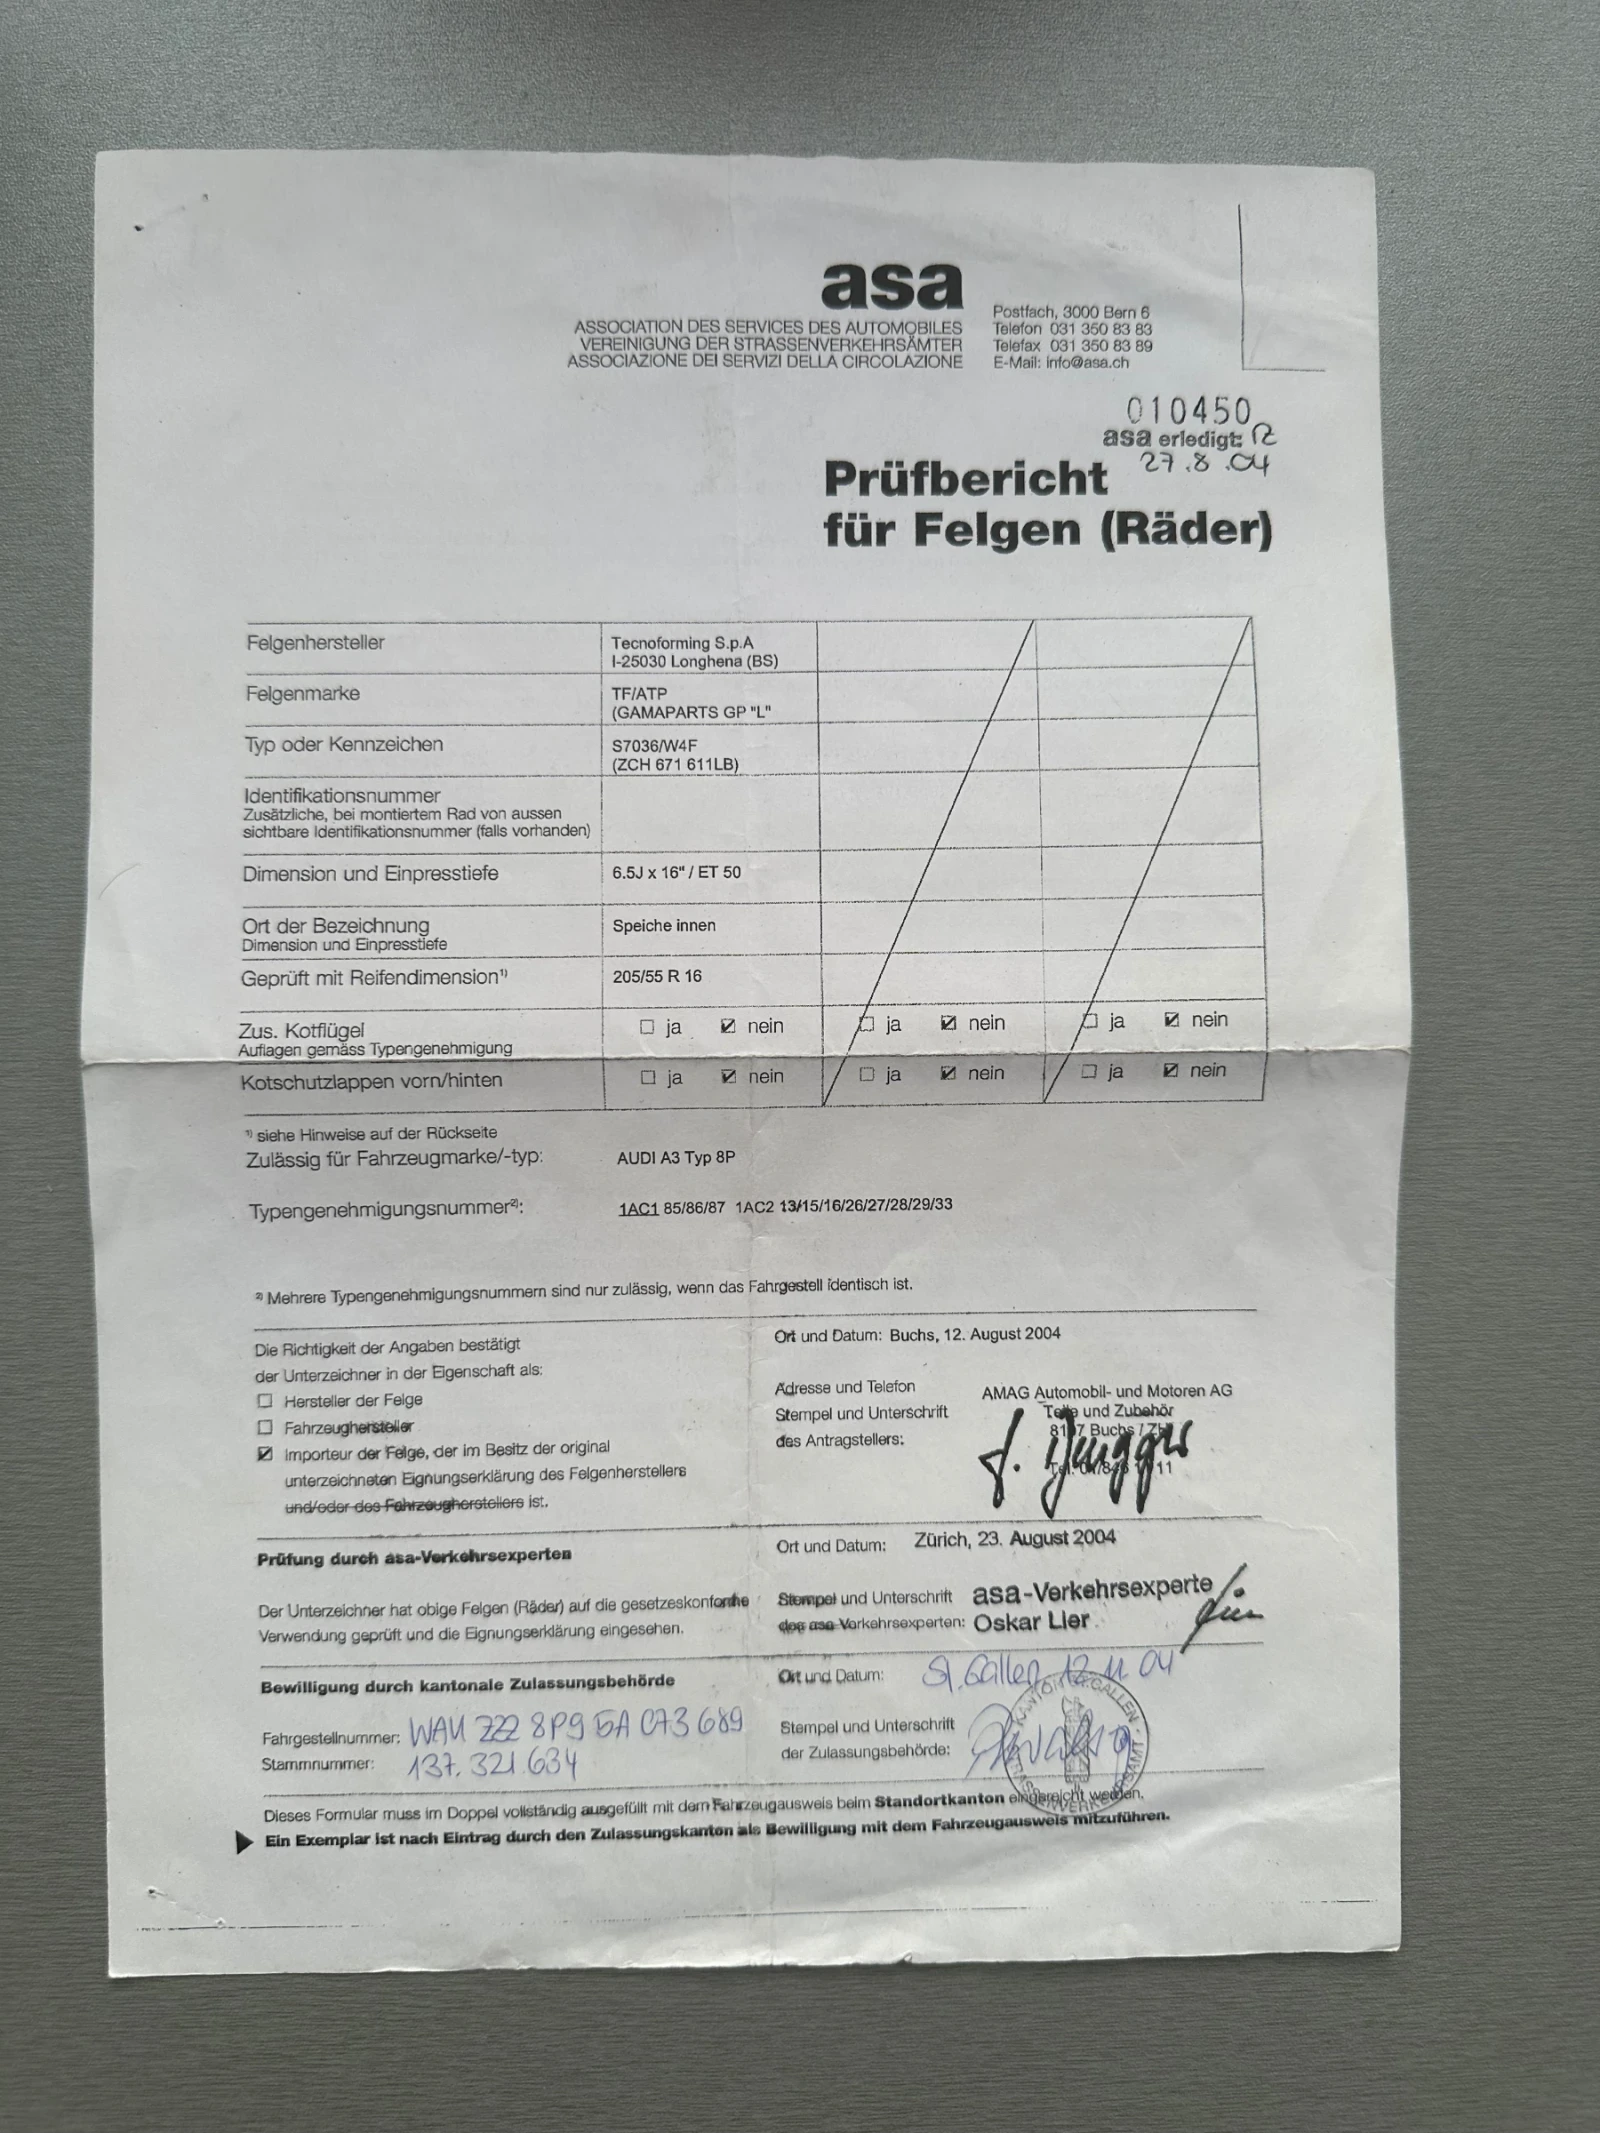 asa
ASSOCIATION DES SERVICES DES AUTOMOBILES
VEREINIGUNG DER STRASSENVERKEHRSÄMTER
ASSOCIAZIONE DEI SERVIZI DELLA CIRCOLAZIONE
Postfach, 3000 Bern 6
Telefon 031 350 83 83
Telefax 031 350 83 89
E-Mail: info@asa.ch
010450
asa erledigt:
27.8.04
Prüfbericht
für Felgen (Räder)
Felgenhersteller
Tecnoforming S.p.A
I-25030 Longhena (BS)
Felgenmarke
TF/ATP
(GAMAPARTS GP "L"
Typ oder Kennzeichen
S7036/W4F
(ZCH 671 611LB)
Identifikationsnummer
Zusätzliche, bei montiertem Rad von aussen
sichtbare Identifikationsnummer (falls vorhanden)
Dimension und Einpresstiefe
6.5J x 16" / ET 50
Ort der Bezeichnung
Dimension und Einpresstiefe
Speiche innen
Geprüft mit Reifendimension¹⁾
205/55 R 16
Zus. Kotflügel
Auflagen gemäss Typengenehmigung
☐ ja ☑ nein ☐ ja ☑ nein ☐ ja ☑ nein
Kotschutzlappen vorn/hinten
☐ ja ☑ nein ☐ ja ☑ nein ☐ ja ☑ nein
¹⁾ siehe Hinweise auf der Rückseite
Zulässig für Fahrzeugmarke/-typ: AUDI A3 Typ 8P
Typengenehmigungsnummer²⁾: 1AC1 85/86/87 1AC2 13/15/16/26/27/28/29/33
²⁾ Mehrere Typengenehmigungsnummern sind nur zulässig, wenn das Fahrgestell identisch ist.
Die Richtigkeit der Angaben bestätigt
der Unterzeichner in der Eigenschaft als:
☐ Hersteller der Felge
☐ Fahrzeughersteller
☑ Importeur der Felge, der im Besitz der original
unterzeichneten Eignungserklärung des Felgenherstellers
und/oder des Fahrzeugherstellers ist.
Ort und Datum: Buchs, 12. August 2004
Adresse und Telefon
Stempel und Unterschrift
des Antragstellers:
AMAG Automobil- und Motoren AG
Teile und Zubehör
8107 Buchs / ZH
Prüfung durch asa-Verkehrsexperten
Der Unterzeichner hat obige Felgen (Räder) auf die gesetzeskonforme
Verwendung geprüft und die Eignungserklärung eingesehen.
Ort und Datum: Zürich, 23. August 2004
Stempel und Unterschrift asa-Verkehrsexperte
des asa-Verkehrsexperten: Oskar Lier
Bewilligung durch kantonale Zulassungsbehörde
Fahrgestellnummer: WAU ZZZ 8P9 5A 073 689
Stammnummer: 137.321.634
Ort und Datum: St. Gallen 12.11.04
Stempel und Unterschrift
der Zulassungsbehörde:
KANTON ST.GALLEN
Dieses Formular muss im Doppel vollständig ausgefüllt mit dem Fahrzeugausweis beim Standortkanton eingereicht werden.
Ein Exemplar ist nach Eintrag durch den Zulassungskanton als Bewilligung mit dem Fahrzeugausweis mitzuführen.